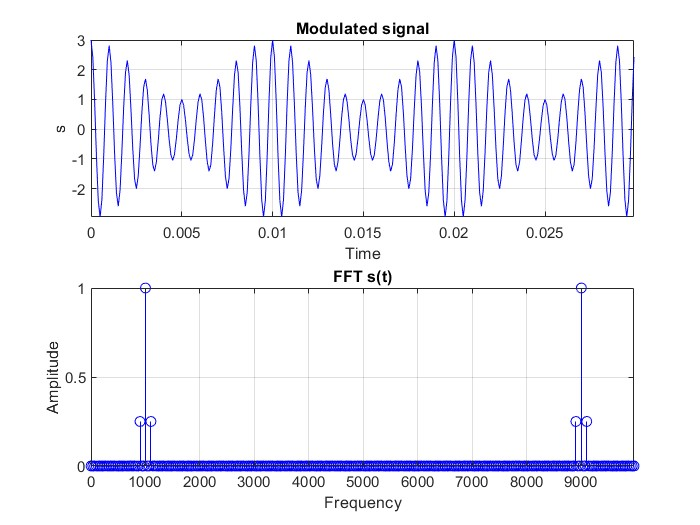 Modulated signal
3
2
1
0
-1
-2
s
0 0.005 0.01 0.015 0.02 0.025
Time
FFT s(t)
1
0.5
0
Amplitude
0 1000 2000 3000 4000 5000 6000 7000 8000 9000
Frequency